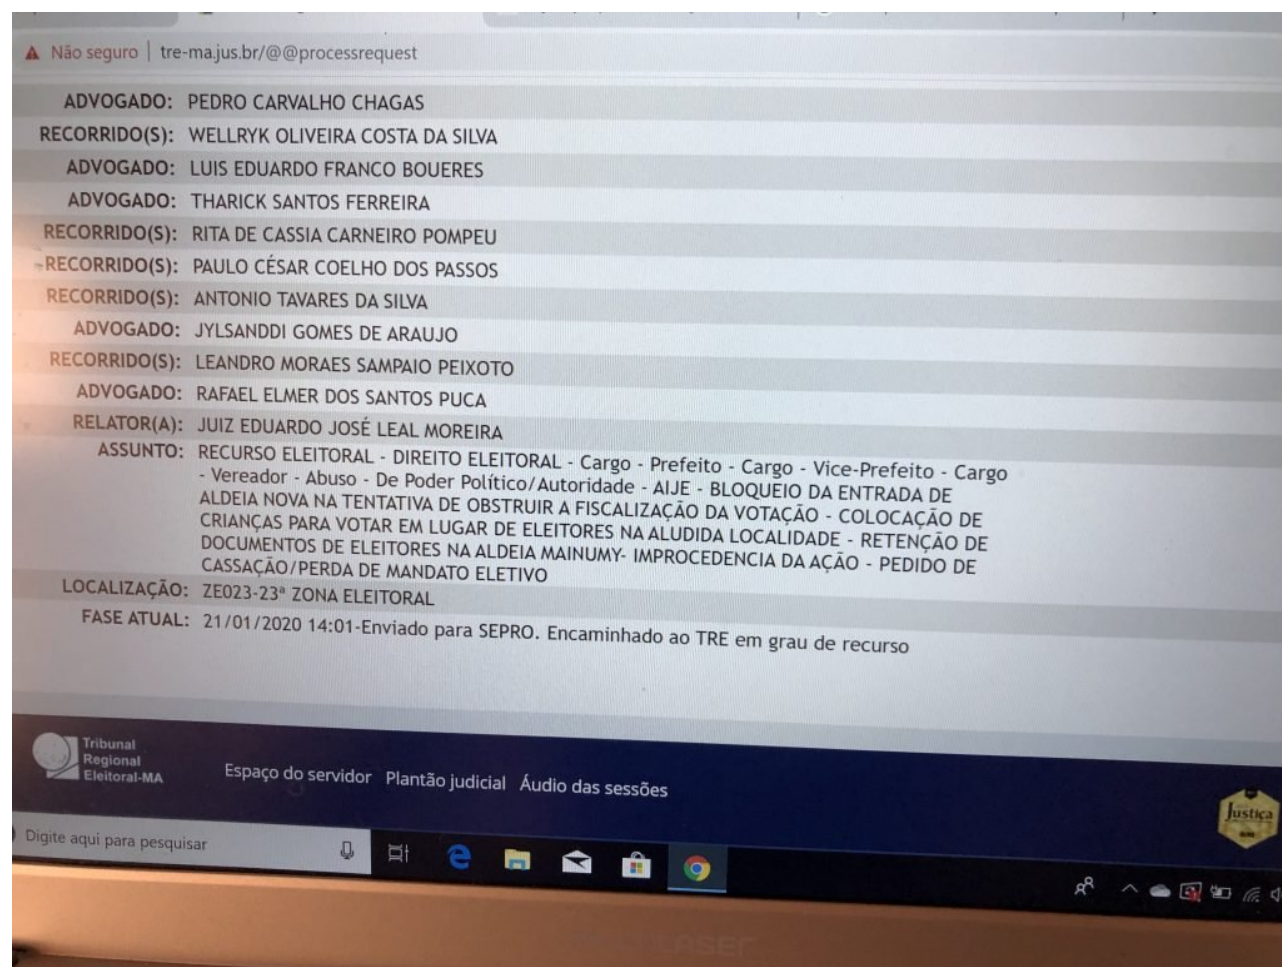 Não seguro | tre-ma.jus.br/@@processrequest
ADVOGADO: PEDRO CARVALHO CHAGAS
RECORRIDO(S): WELLRYK OLIVEIRA COSTA DA SILVA
ADVOGADO: LUIS EDUARDO FRANCO BOUERES
ADVOGADO: THARICK SANTOS FERREIRA
RECORRIDO(S): RITA DE CASSIA CARNEIRO POMPEU
RECORRIDO(S): PAULO CÉSAR COELHO DOS PASSOS
RECORRIDO(S): ANTONIO TAVARES DA SILVA
ADVOGADO: JYLSANDDI GOMES DE ARAUJO
RECORRIDO(S): LEANDRO MORAES SAMPAIO PEIXOTO
ADVOGADO: RAFAEL ELMER DOS SANTOS PUCA
RELATOR(A): JUIZ EDUARDO JOSÉ LEAL MOREIRA
ASSUNTO: RECURSO ELEITORAL - DIREITO ELEITORAL - Cargo - Prefeito - Cargo - Vice-Prefeito - Cargo
- Vereador - Abuso - De Poder Político/Autoridade - AIJE - BLOQUEIO DA ENTRADA DE
ALDEIA NOVA NA TENTATIVA DE OBSTRUIR A FISCALIZAÇÃO DA VOTAÇÃO - COLOCAÇÃO DE
CRIANÇAS PARA VOTAR EM LUGAR DE ELEITORES NA ALUDIDA LOCALIDADE - RETENÇÃO DE
DOCUMENTOS DE ELEITORES NA ALDEIA MAINUMY- IMPROCEDENCIA DA AÇÃO - PEDIDO DE
CASSAÇÃO/PERDA DE MANDATO ELETIVO
LOCALIZAÇÃO: ZE023-23ª ZONA ELEITORAL
FASE ATUAL: 21/01/2020 14:01-Enviado para SEPRO. Encaminhado ao TRE em grau de recurso
Tribunal
Regional
Eleitoral-MA
Espaço do servidor Plantão judicial Áudio das sessões
Justiça
Digite aqui para pesquisar